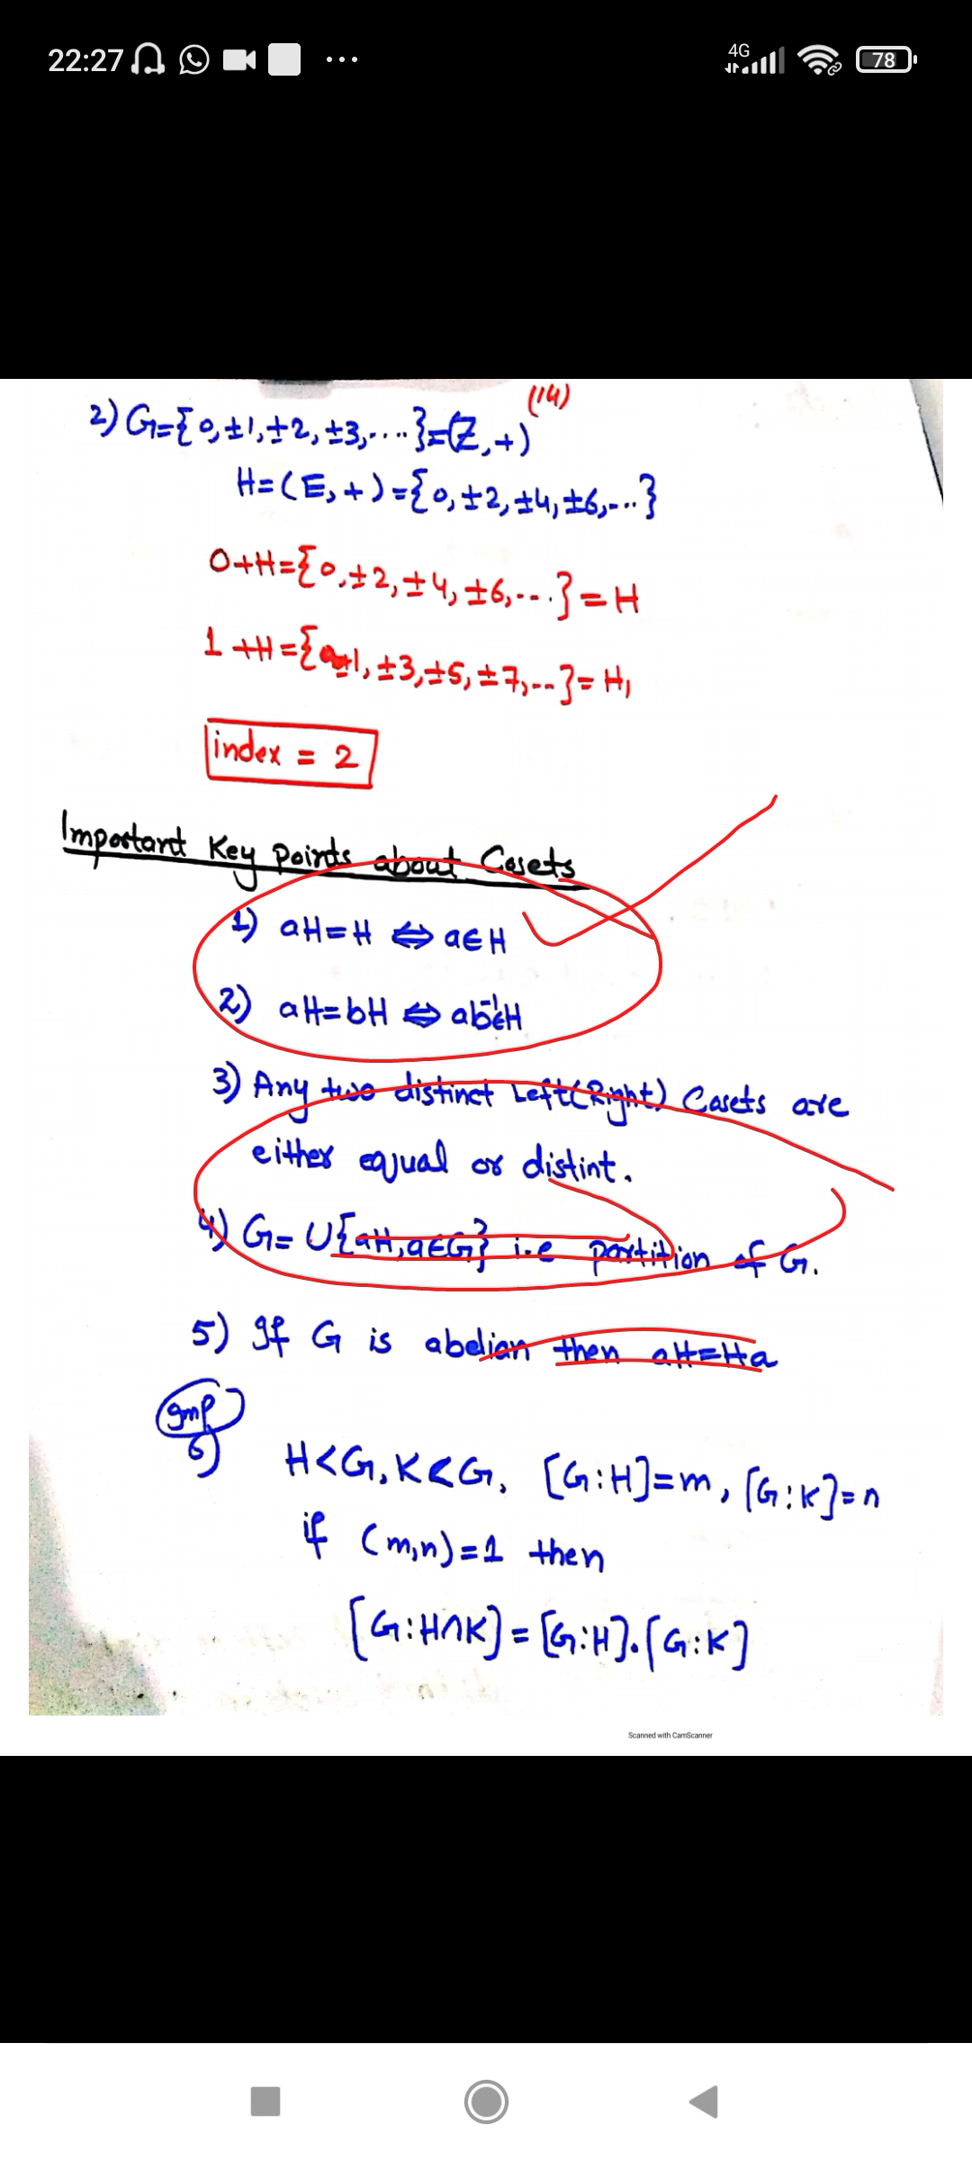 22:27 ... 4G 78
(14)
2) G={0,±1,±2,±3,....}=(Z,+)
H=(E,+)={0,±2,±4,±6,...}
0+H={0,±2,±4,±6,...}=H
1+H={±1,±3,±5,±7,...}=H₁
index = 2
Important Key points about Cosets
1) aH=H ⇔ a∈H
2) aH=bH ⇔ ab⁻¹∈H
3) Any two distinct Left(Right) Cosets are
either equal or distint.
4) G= ∪{aH,a∈G} i.e partition of G.
5) If G is abelian then aH=Ha
Imp
6) H<G, K<G, [G:H]=m, [G:K]=n
if (m,n)=1 then
[G:H∩K]=[G:H].[G:K]
Scanned with CamScanner